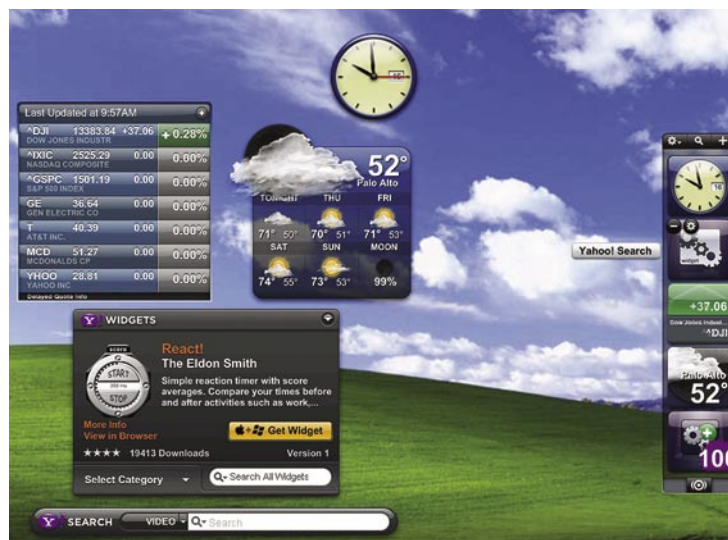 Last Updated at 9:57AM
^DJI 13383.84 +37.06 +0.28%
DOW JONES INDUSTR
^IXIC 2525.29 0.00 0.00%
NASDAQ COMPOSITE
^GSPC 1501.19 0.00 0.00%
S&P 500 INDEX
GE 36.64 0.00 0.00%
GEN ELECTRIC CO
T 40.39 0.00 0.00%
AT&T INC.
MCD 51.27 0.00 0.00%
MCDONALDS CP
YHOO 28.81 0.00 0.00%
YAHOO INC
Delayed Quote Info
52°
Palo Alto
TONIGHT THU FRI
71° 50° 70° 51° 71° 53°
SAT SUN MOON
74° 55° 73° 53° 99%
Y! WIDGETS
score
START
STOP
React!
The Eldon Smith
Simple reaction timer with score
averages. Compare your times before
and after activities such as work,...
More Info
View in Browser
Get Widget
19413 Downloads Version 1
Select Category
Search All Widgets
Y! SEARCH VIDEO Search
Yahoo! Search
widget
+37.06
Dow Jones Indust...
^DJI
Palo Alto
52°
100